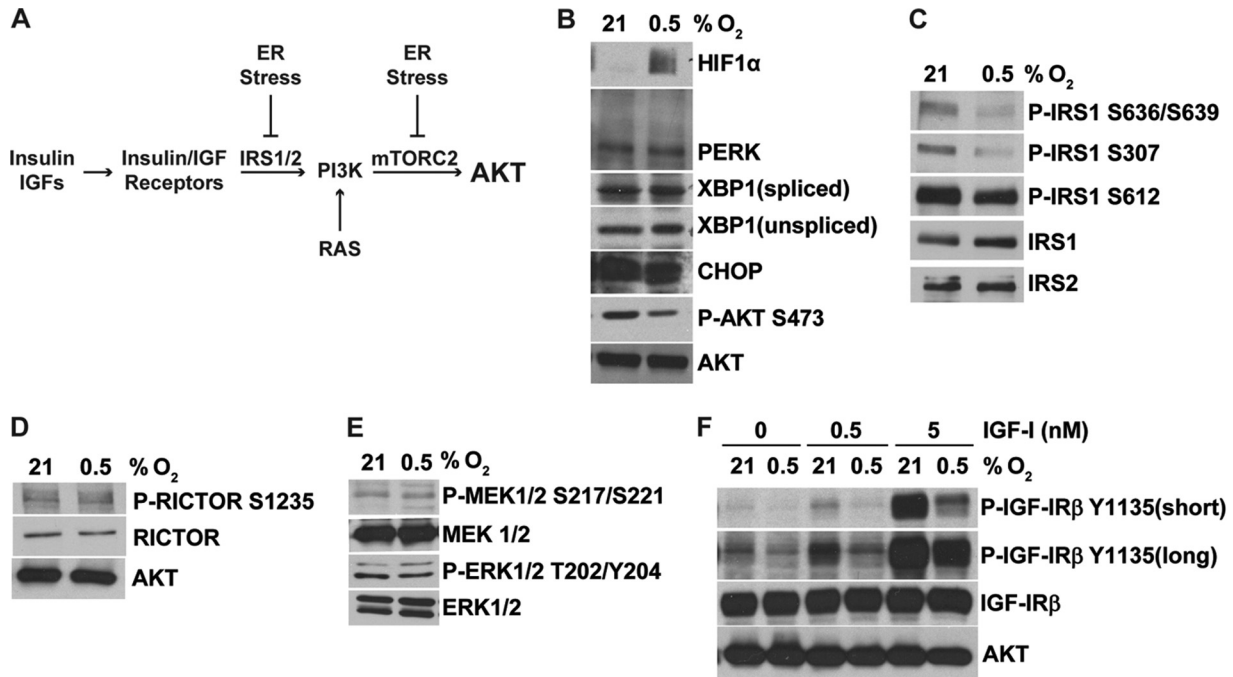 A
ER
Stress
ER
Stress
Insulin
IGFs
Insulin/IGF
Receptors
IRS1/2
PI3K
mTORC2
AKT
RAS
B
21 0.5 % O2
HIF1α
PERK
XBP1(spliced)
XBP1(unspliced)
CHOP
P-AKT S473
AKT
C
21 0.5 % O2
P-IRS1 S636/S639
P-IRS1 S307
P-IRS1 S612
IRS1
IRS2
D
21 0.5 % O2
P-RICTOR S1235
RICTOR
AKT
E
21 0.5 % O2
P-MEK1/2 S217/S221
MEK 1/2
P-ERK1/2 T202/Y204
ERK1/2
F
0 0.5 5 IGF-I (nM)
21 0.5 21 0.5 21 0.5 % O2
P-IGF-IRβ Y1135(short)
P-IGF-IRβ Y1135(long)
IGF-IRβ
AKT